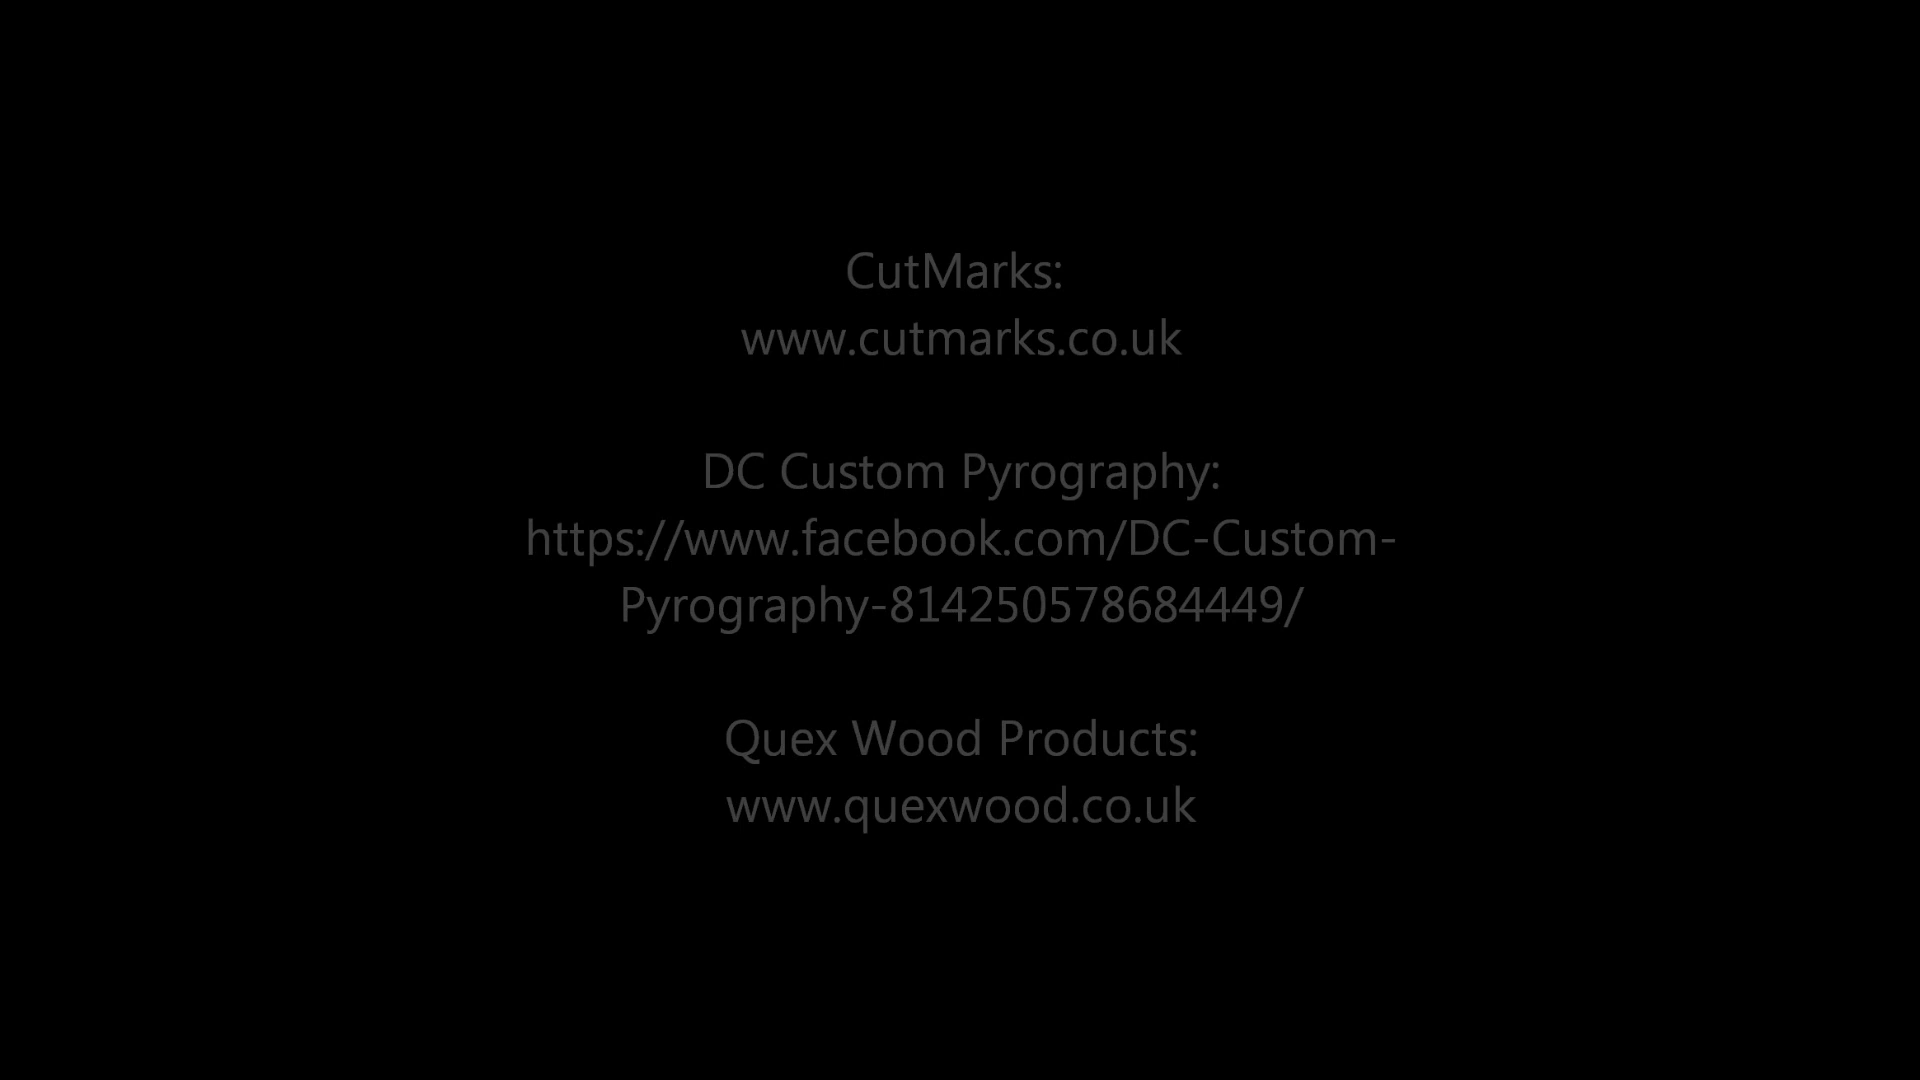 CutMarks:
www.cutmarks.co.uk
DC Custom Pyrography:
https://www.facebook.com/DC-Custom-
Pyrography-814250578684449/
Quex Wood Products:
www.quexwood.co.uk